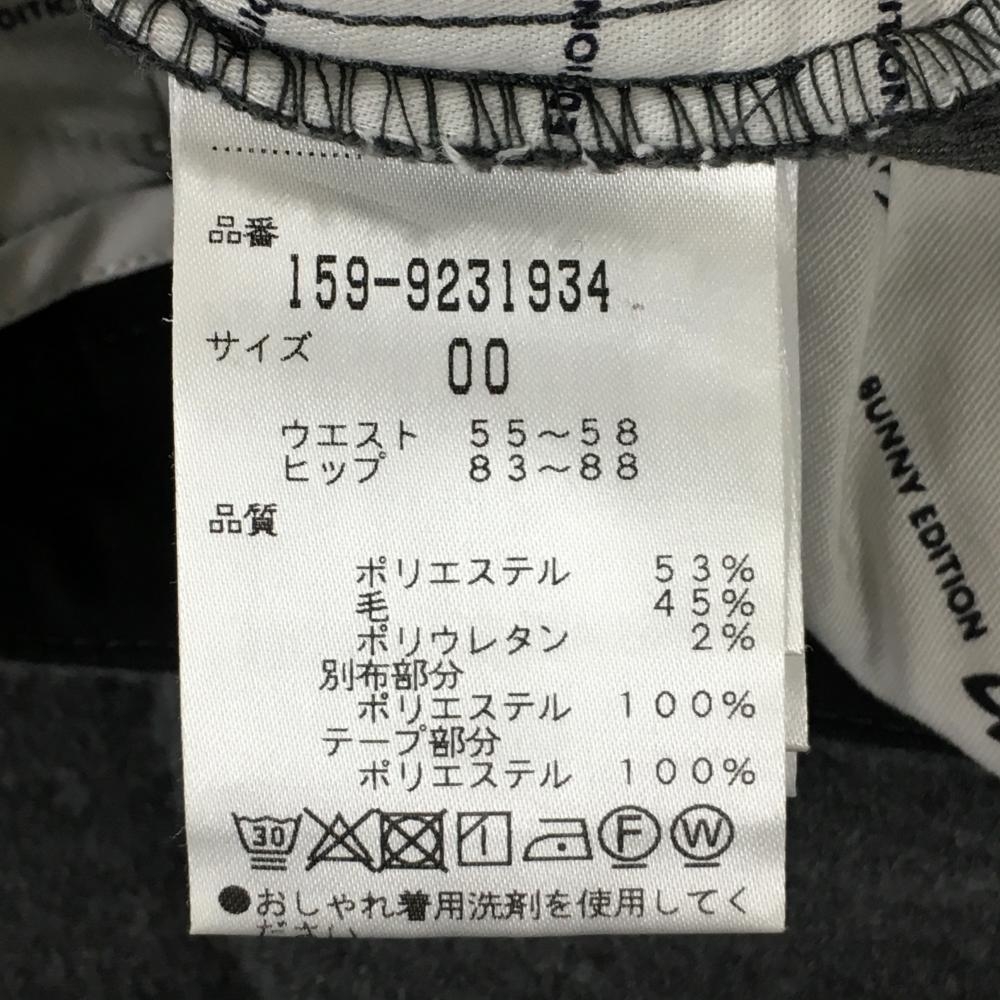 EDITION
品番
159-9231934
サイズ
00
ウエスト 55〜58
ヒップ 83〜88
品質
ポリエステル 53%
毛 45%
ポリウレタン 2%
別布部分
ポリエステル 100%
テープ部分
ポリエステル 100%
30
F
W
●おしゃれ着用洗剤を使用してく
ださい
BUNNY EDITION